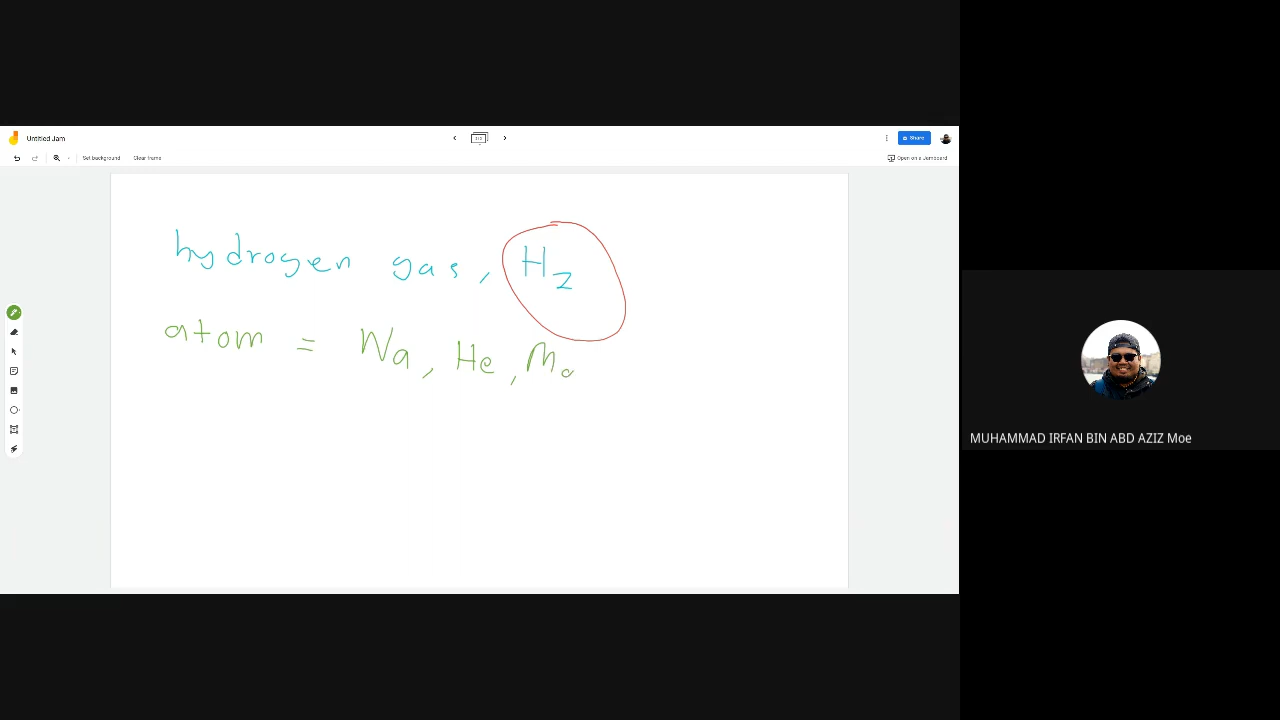 Untitled Jam
Share
Set background
Clear frame
Open on a Jamboard
hydrogen gas, H2
atom = Na, He, Mo
MUHAMMAD IRFAN BIN ABD AZIZ Moe